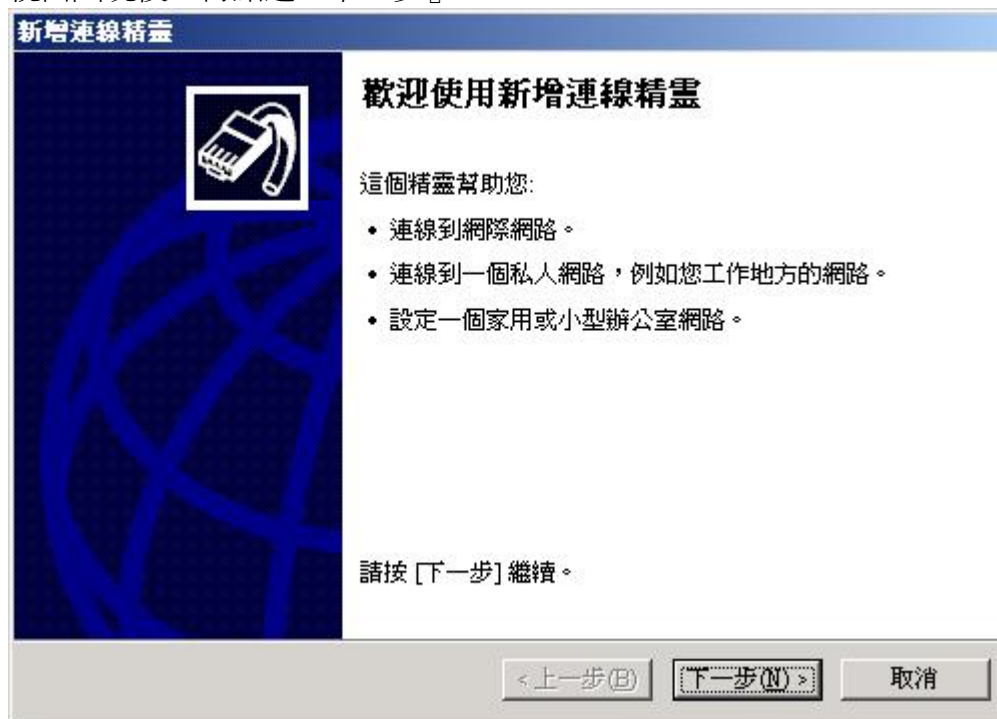 新增連線精靈
歡迎使用新增連線精靈
這個精靈幫助您:
• 連線到網際網路。
• 連線到一個私人網路，例如您工作地方的網路。
• 設定一個家用或小型辦公室網路。
請按 [下一步] 繼續。
<上一步(B) 下一步(N)> 取消